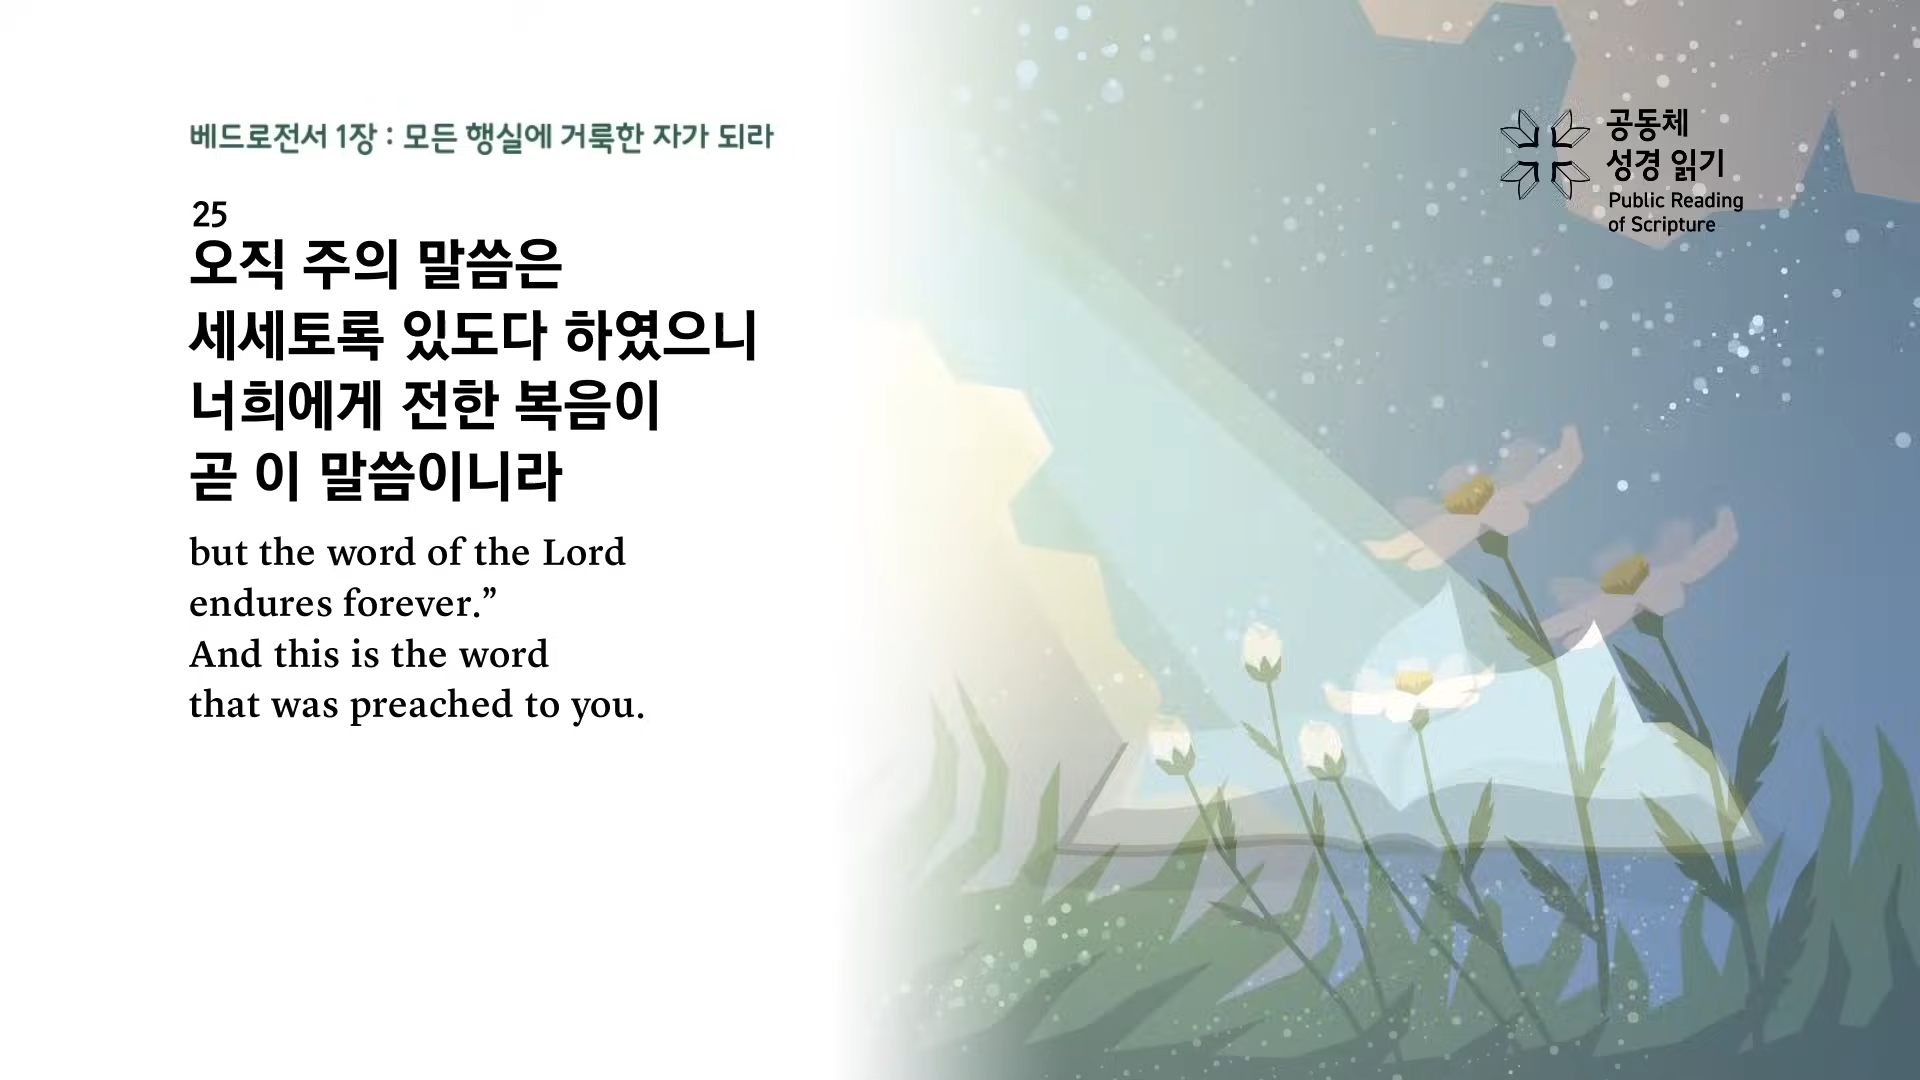 베드로전서 1장 : 모든 행실에 거룩한 자가 되라
25
오직 주의 말씀은
세세토록 있도다 하였으니
너희에게 전한 복음이
곧 이 말씀이니라
but the word of the Lord
endures forever.”
And this is the word
that was preached to you.
공동체
성경 읽기
Public Reading
of Scripture